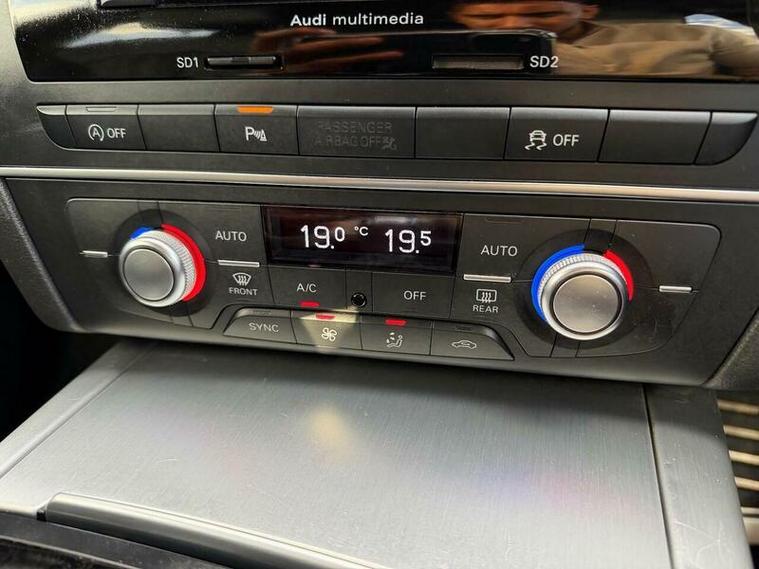 Audi multimedia
SD1 SD2
OFF P OFF
PASSENGER
AIRBAG OFF
19.0 °C 19.5
AUTO AUTO
FRONT A/C OFF REAR
SYNC